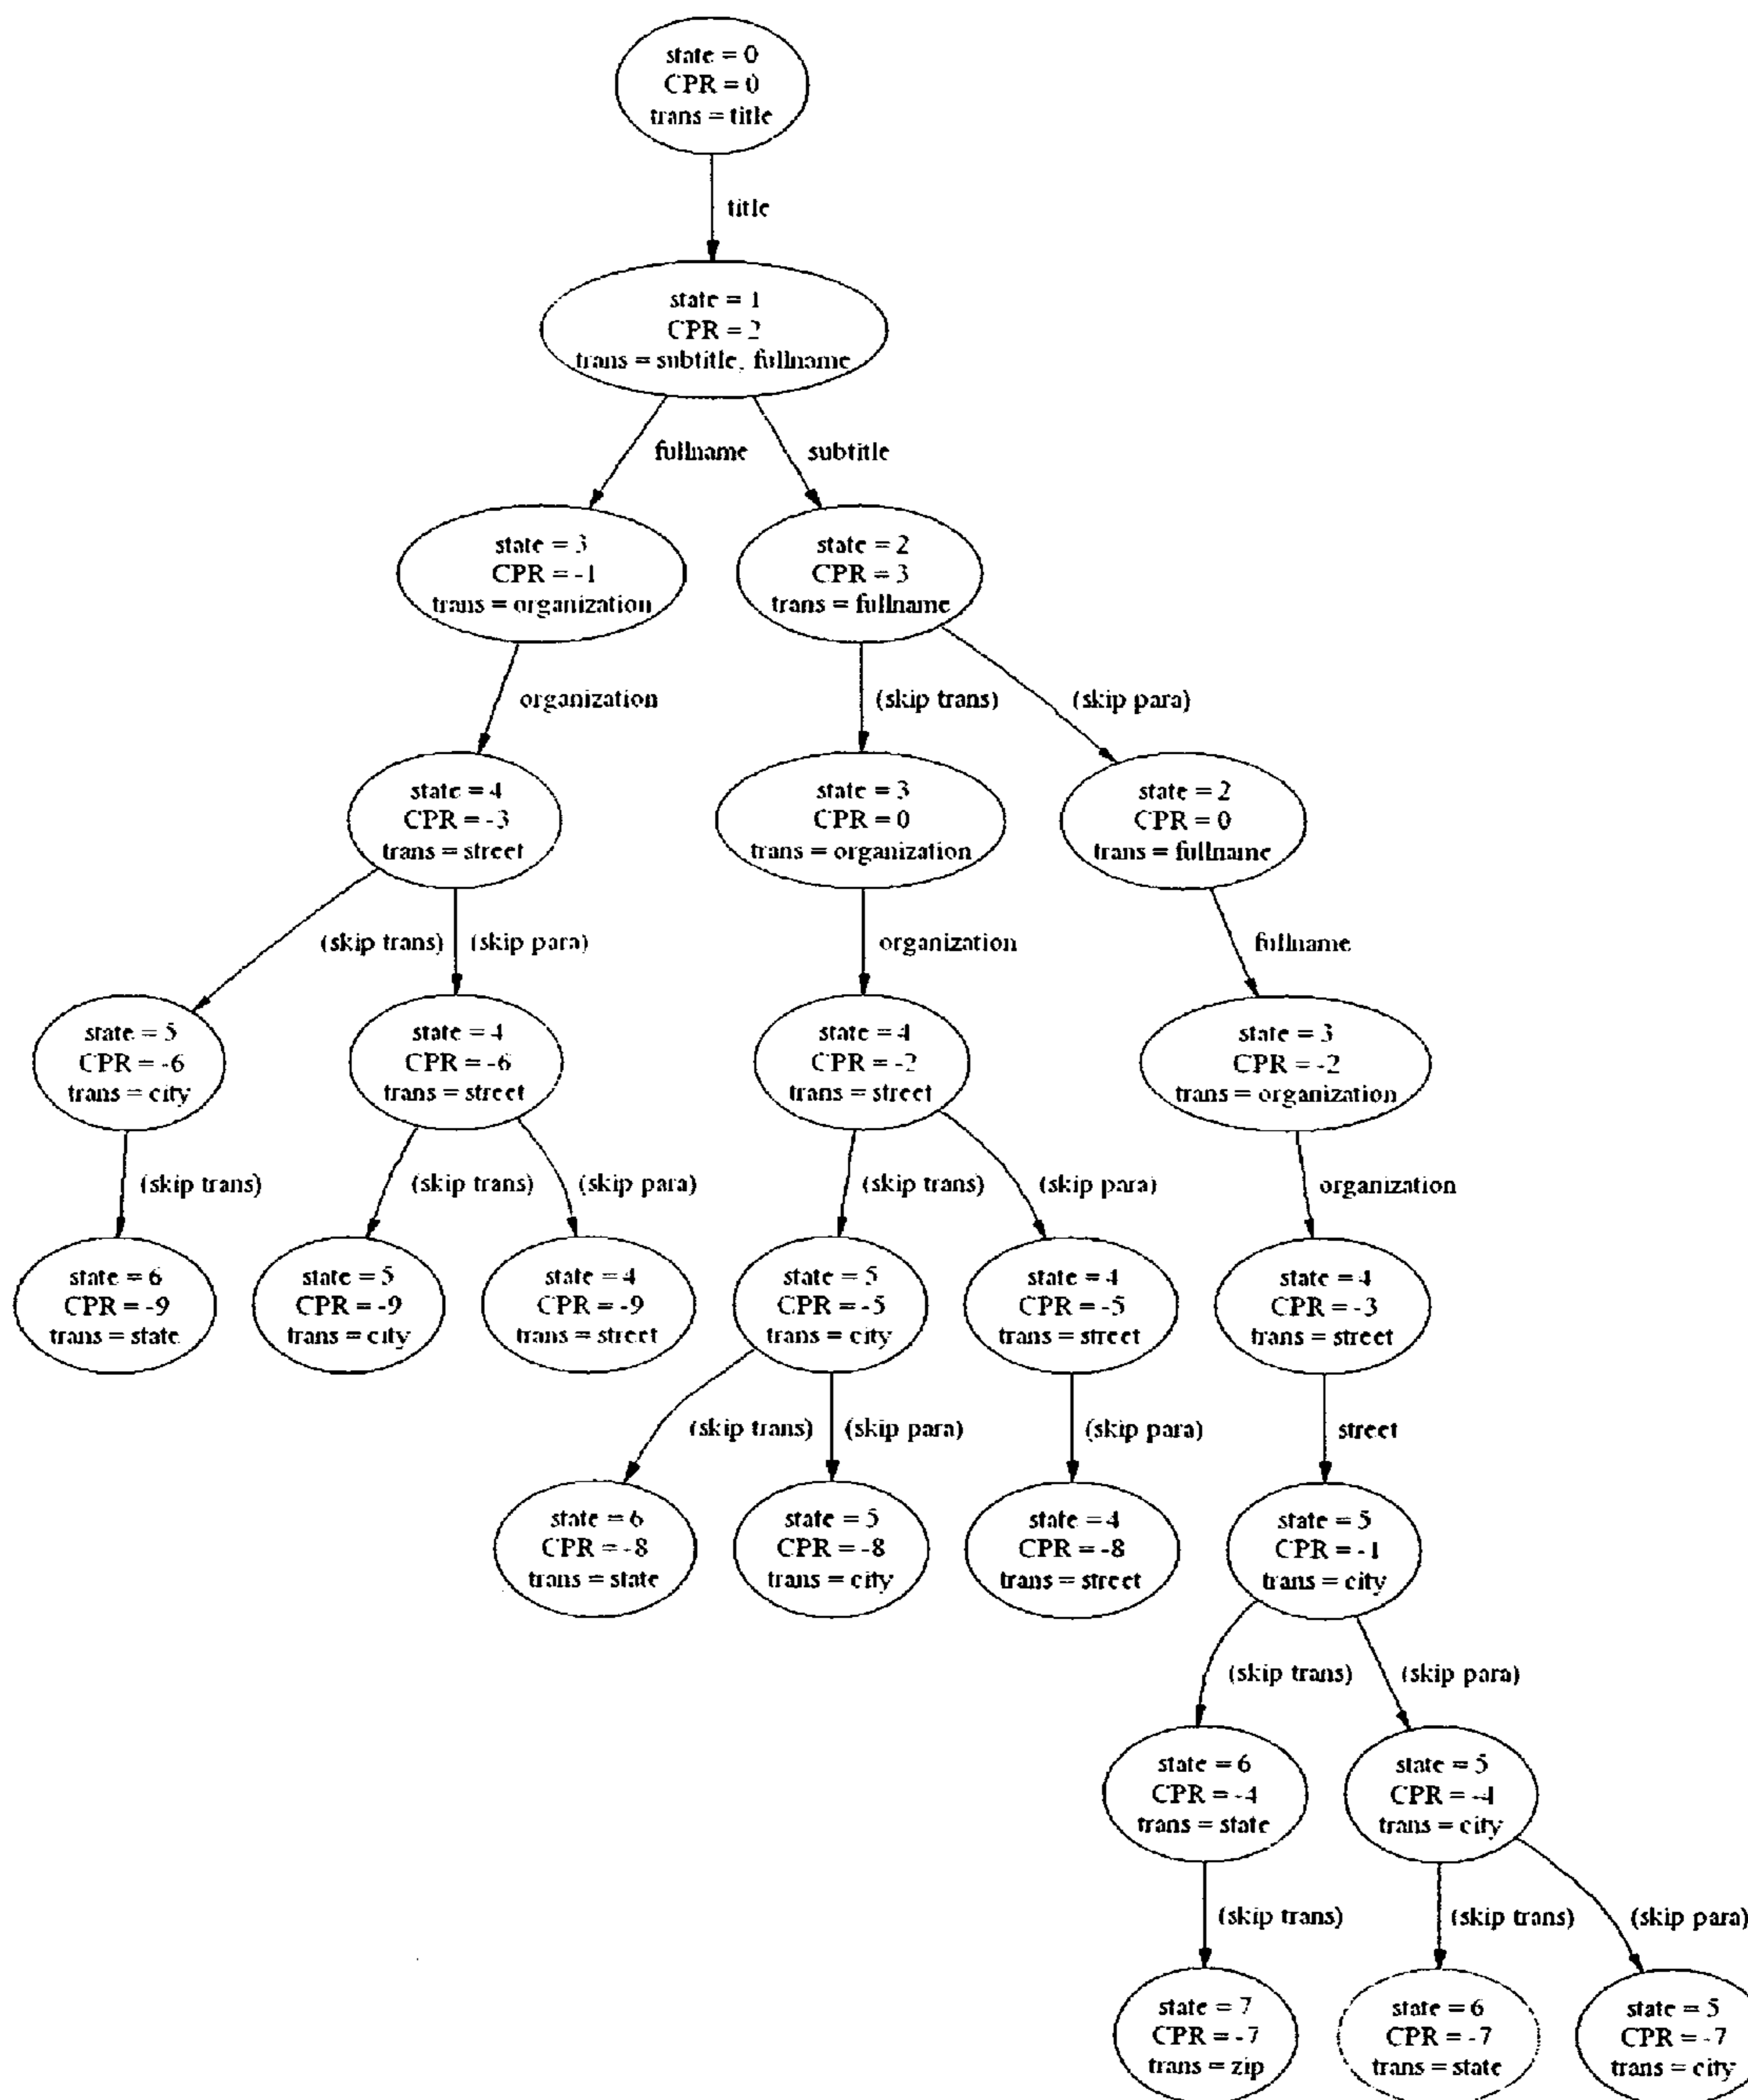 state = 0
CPR = 0
trans = title
title
state = 1
CPR = 2
trans = subtitle, fullname
fullname
subtitle
state = 3
CPR = -1
trans = organization
state = 2
CPR = 3
trans = fullname
organization
(skip trans)
(skip para)
state = 4
CPR = -3
trans = street
state = 3
CPR = 0
trans = organization
state = 2
CPR = 0
trans = fullname
(skip trans)
(skip para)
organization
fullname
state = 5
CPR = -6
trans = city
state = 4
CPR = -6
trans = street
state = 4
CPR = -2
trans = street
state = 3
CPR = -2
trans = organization
(skip trans)
(skip trans)
(skip para)
(skip trans)
(skip para)
organization
state = 6
CPR = -9
trans = state
state = 5
CPR = -9
trans = city
state = 4
CPR = -9
trans = street
state = 5
CPR = -5
trans = city
state = 4
CPR = -5
trans = street
state = 4
CPR = -3
trans = street
(skip trans)
(skip para)
(skip para)
street
state = 6
CPR = -8
trans = state
state = 5
CPR = -8
trans = city
state = 4
CPR = -8
trans = street
state = 5
CPR = -1
trans = city
(skip trans)
(skip para)
state = 6
CPR = -4
trans = state
state = 5
CPR = -4
trans = city
(skip trans)
(skip trans)
(skip para)
state = 7
CPR = -7
trans = zip
state = 6
CPR = -7
trans = state
state = 5
CPR = -7
trans = city